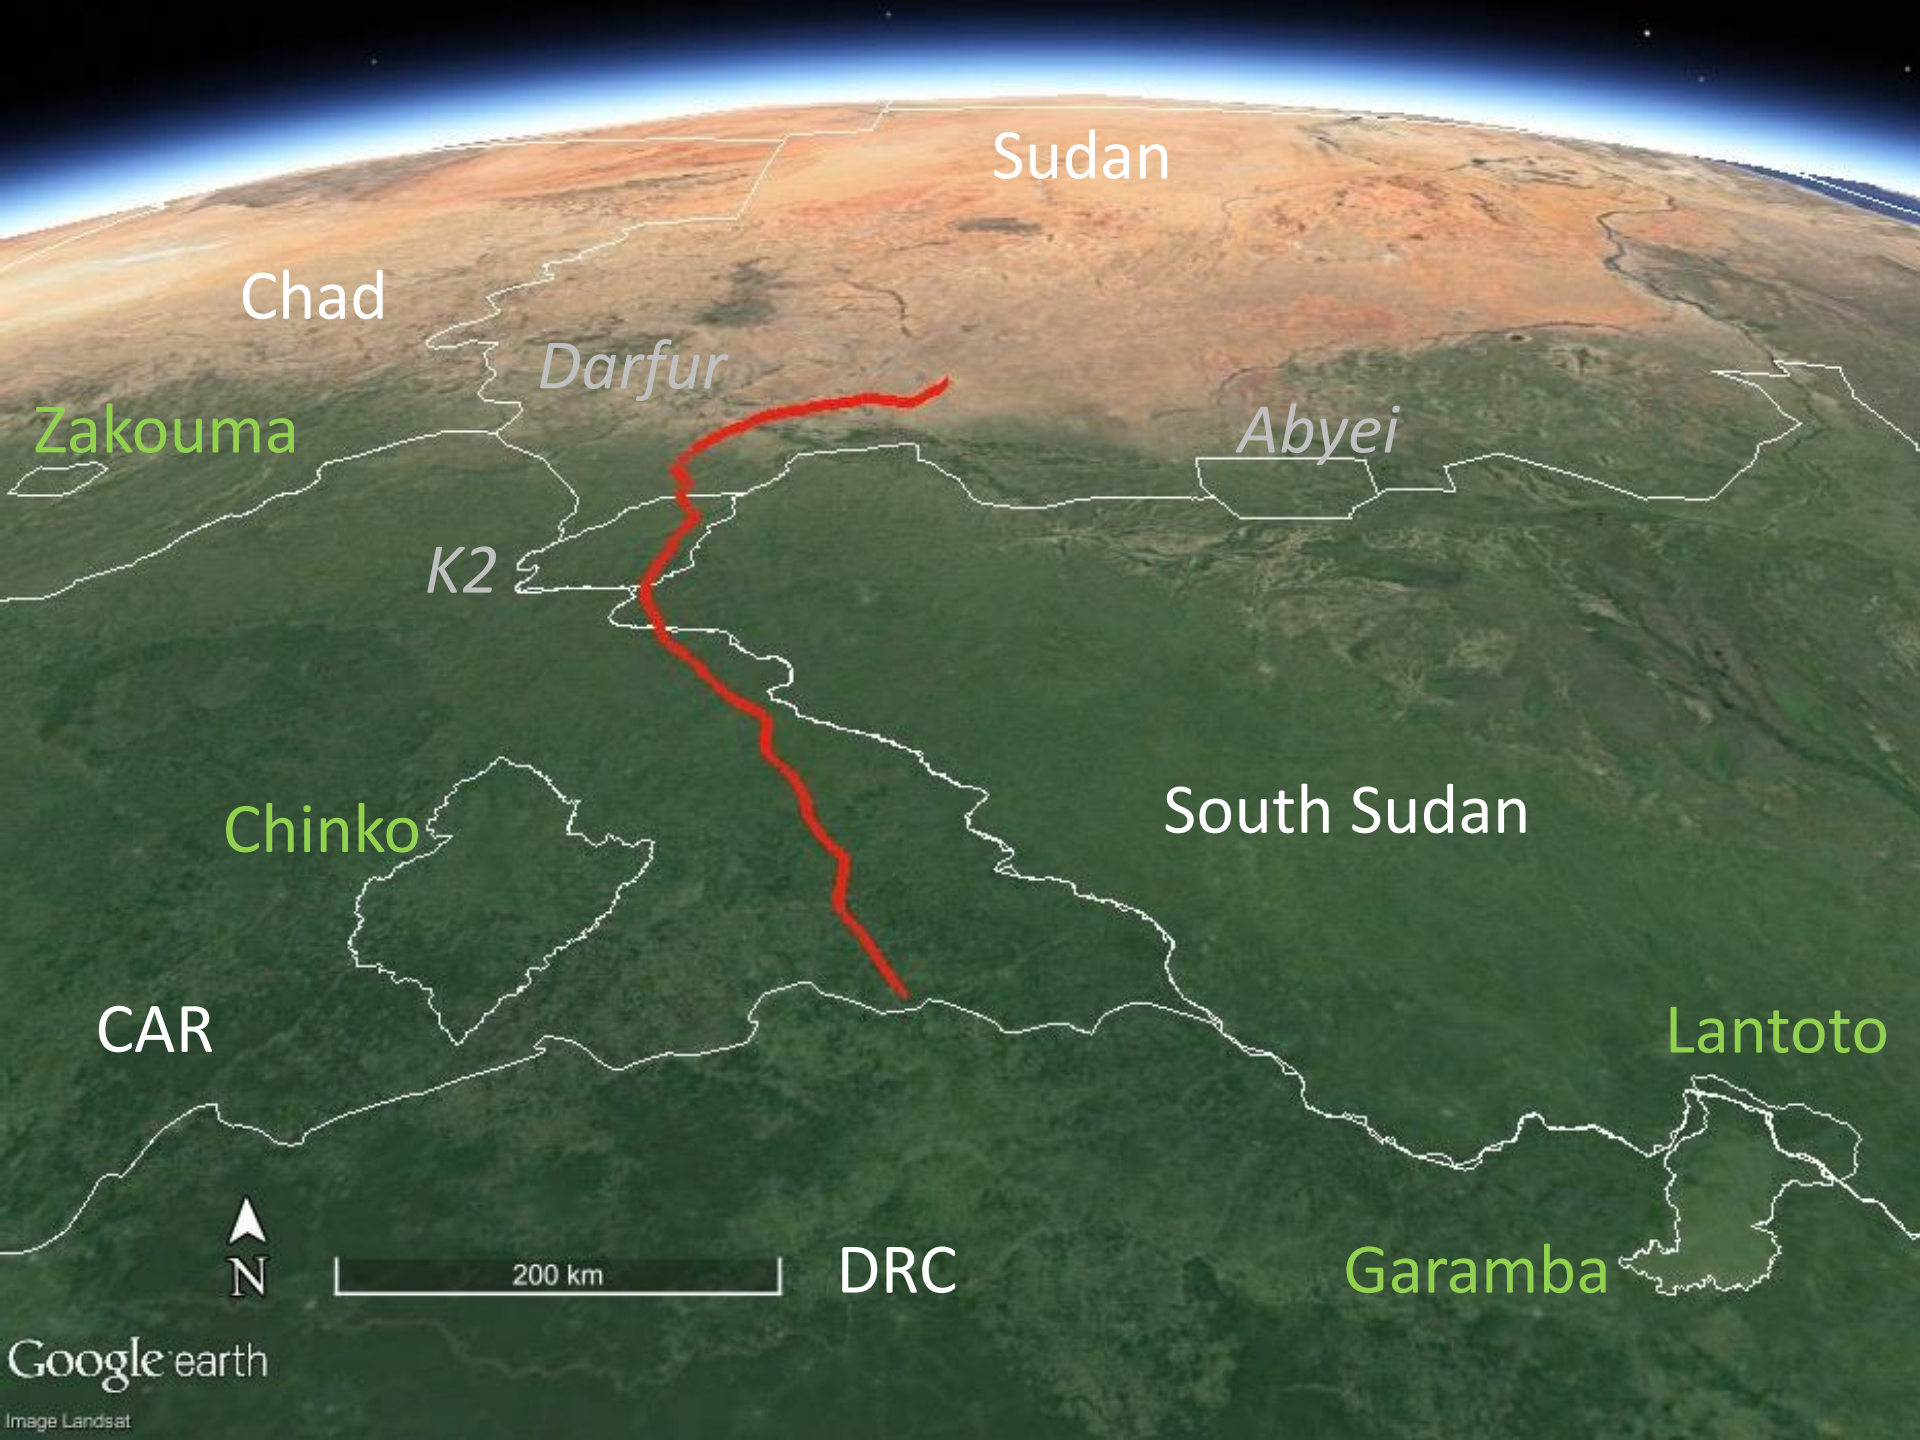 Sudan
Chad
Darfur
Zakouma
Abyei
K2
South Sudan
Chinko
CAR
Lantoto
N
200 km
DRC
Garamba
Google earth
Image Landsat